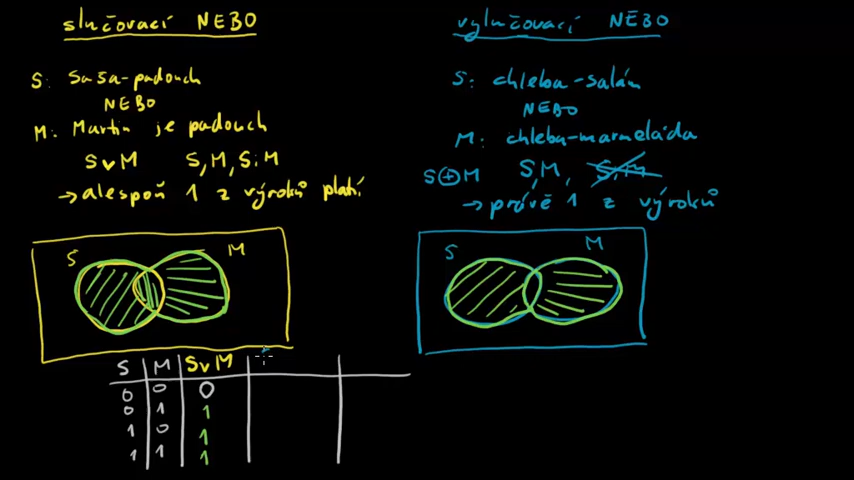 slučovací NEBO
S: Saša-padouch
NEBO
M: Martin je padouch
S∨M S, M, S i M
→ alespoň 1 z výroků platí
S M
S M S∨M
0 0 0
0 1 1
1 0 1
1 1 1
vylučovací NEBO
S: chleba-salám
NEBO
M: chleba-marmeláda
S⊕M S, M, S i M
→ právě 1 z výroků
S M